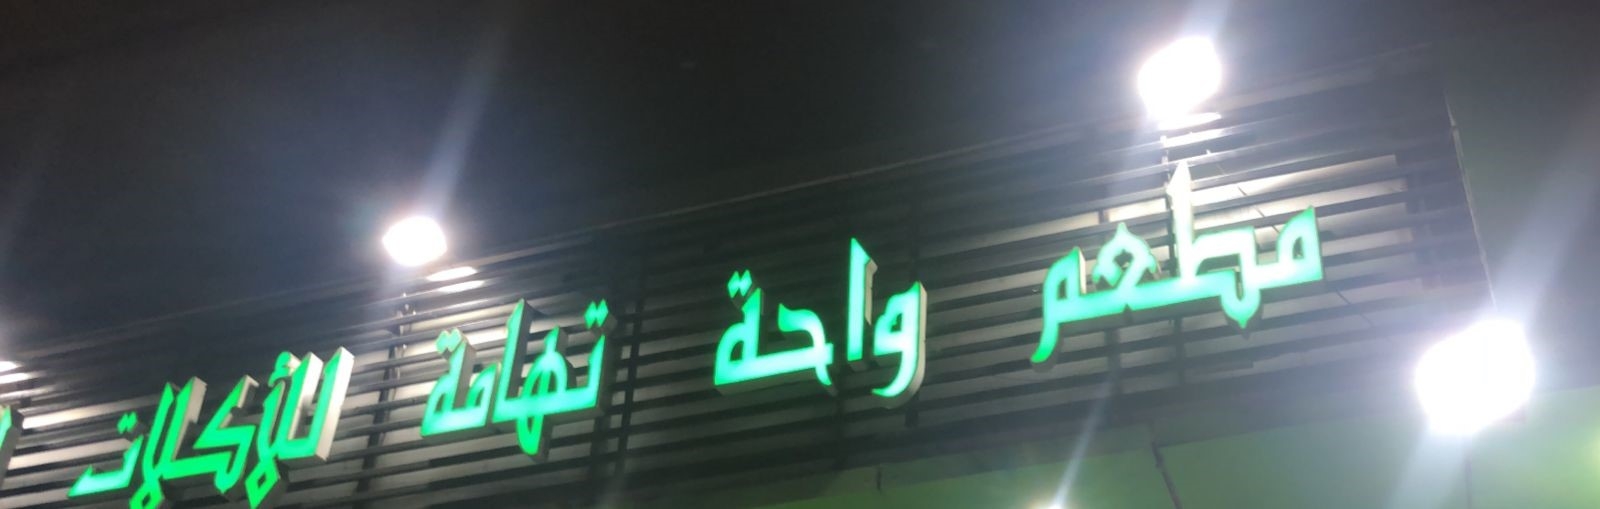 مطعم واحة تهامة للأكلات